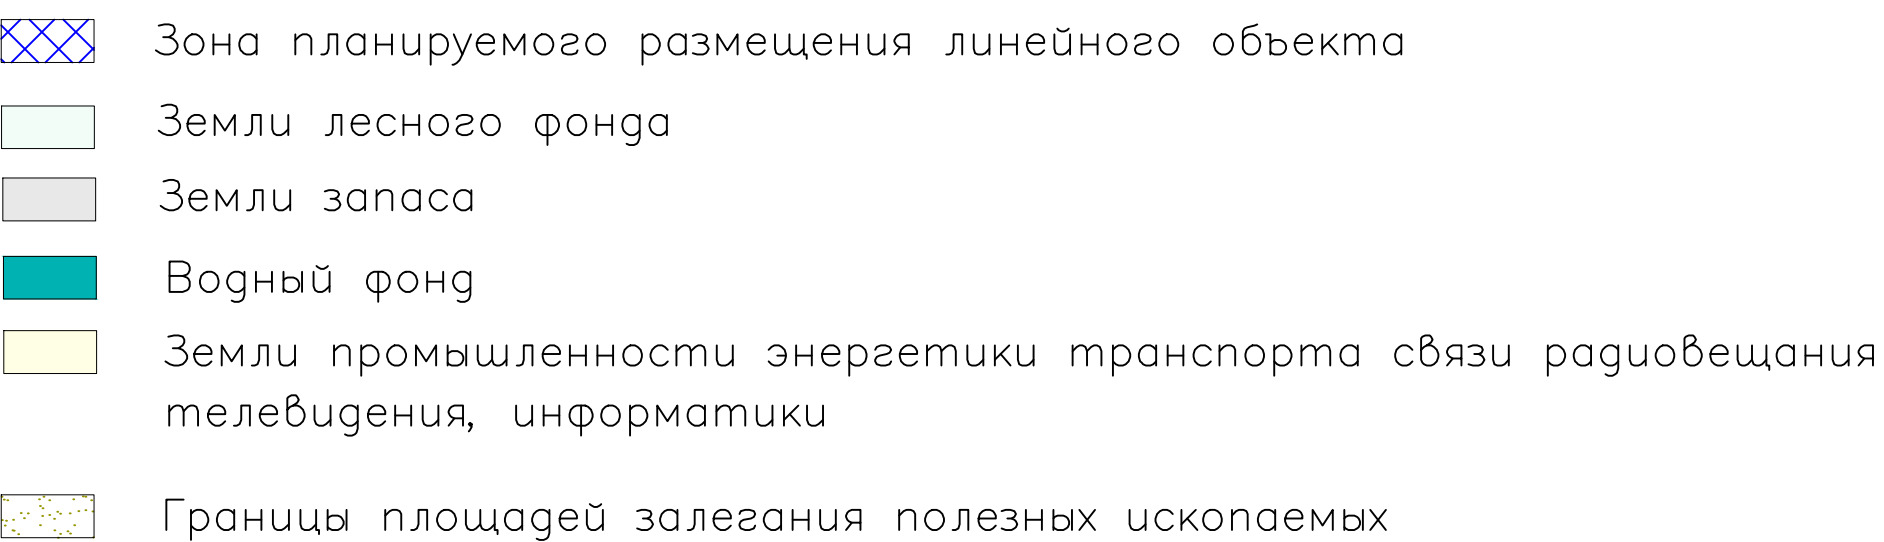 Зона планируемого размещения линейного объекта
Земли лесного фонда
Земли запаса
Водный фонд
Земли промышленности энергетики транспорта связи радиовещания
телевидения, информатики
Границы площадей залегания полезных ископаемых